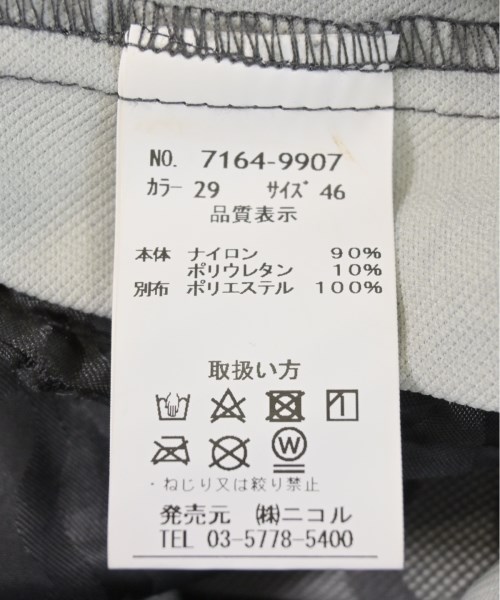 NO. 7164-9907
カラー 29 サイズ 46
品質表示
本体 ナイロン 90%
ポリウレタン 10%
別布 ポリエステル 100%
取扱い方
W
・ねじり又は絞り禁止
発売元 ㈱ニコル
TEL 03-5778-5400